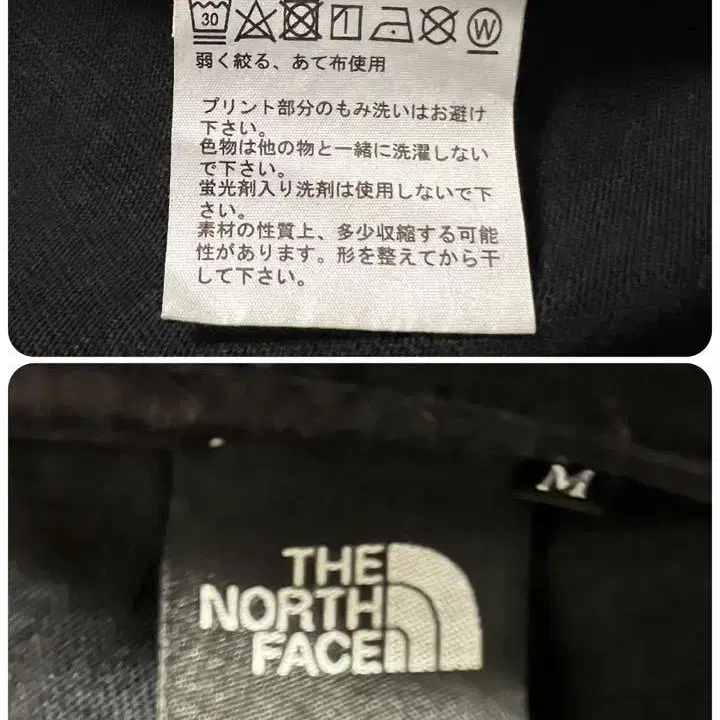 30
W
弱く絞る、あて布使用
プリント部分のもみ洗いはお避け
下さい。
色物は他の物と一緒に洗濯しない
で下さい。
蛍光剤入り洗剤は使用しないで下
さい。
素材の性質上、多少収縮する可能
性があります。形を整えてから干
して下さい。
M
THE
NORTH
FACE